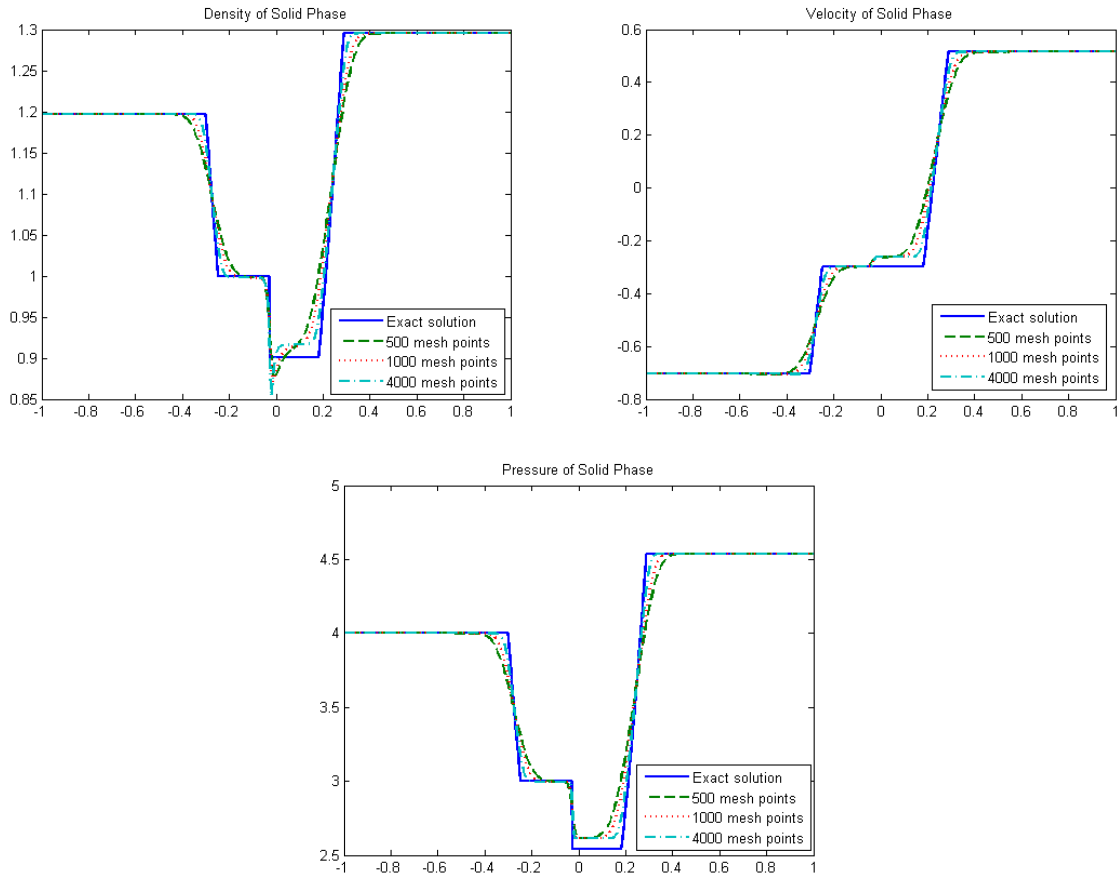 Density of Solid Phase
1.3
1.2
1.1
1
0.95
0.9
0.85
-1 -0.8 -0.6 -0.4 -0.2 0 0.2 0.4 0.6 0.8 1
Exact solution
500 mesh points
1000 mesh points
4000 mesh points
Velocity of Solid Phase
0.6
0.4
0.2
0
-0.2
-0.4
-0.6
-0.8
-1 -0.8 -0.6 -0.4 -0.2 0 0.2 0.4 0.6 0.8 1
Exact solution
500 mesh points
1000 mesh points
4000 mesh points
Pressure of Solid Phase
5
4.5
4
3.5
3
2.5
-1 -0.8 -0.6 -0.4 -0.2 0 0.2 0.4 0.6 0.8 1
Exact solution
500 mesh points
1000 mesh points
4000 mesh points